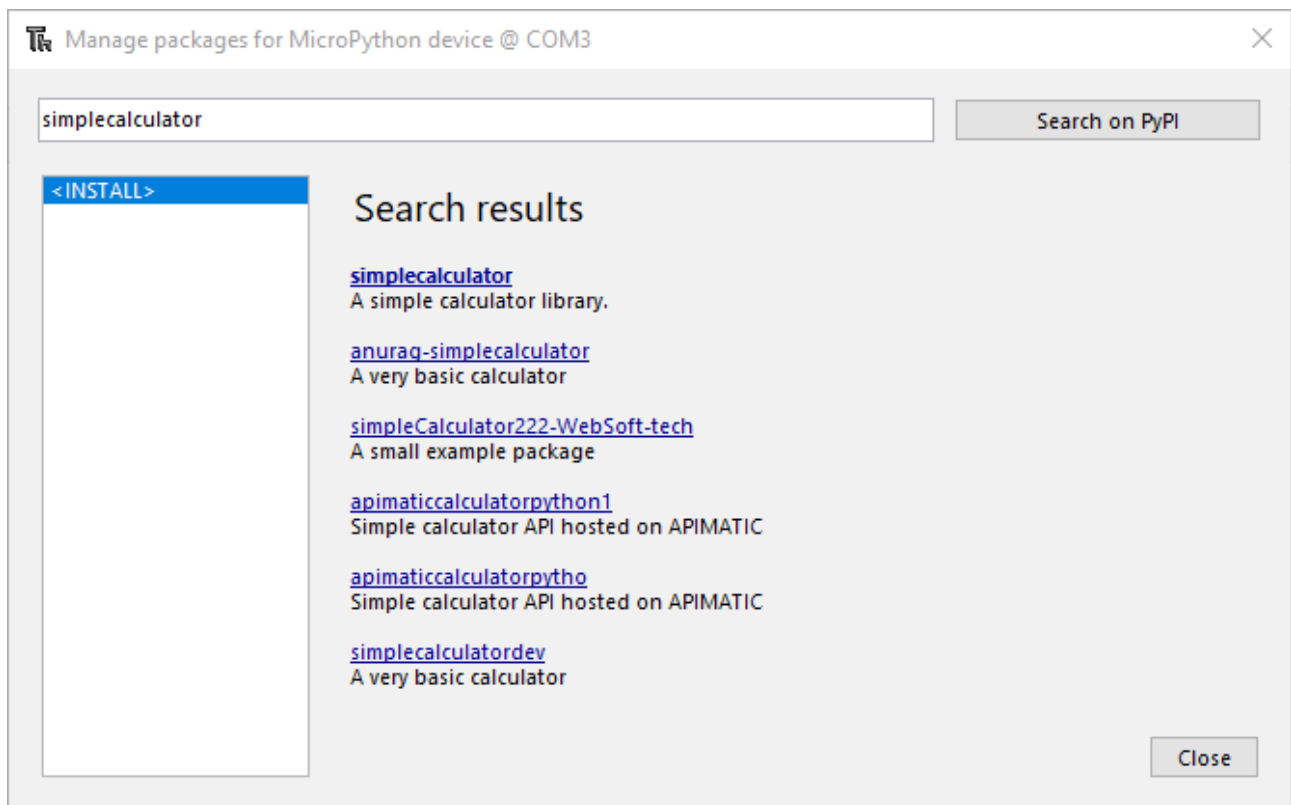 Manage packages for MicroPython device @ COM3
simplecalculator
Search on PyPI
<INSTALL>
Search results
simplecalculator
A simple calculator library.
anurag-simplecalculator
A very basic calculator
simpleCalculator222-WebSoft-tech
A small example package
apimaticcalculatorpython1
Simple calculator API hosted on APIMATIC
apimaticcalculatorpytho
Simple calculator API hosted on APIMATIC
simplecalculatordev
A very basic calculator
Close